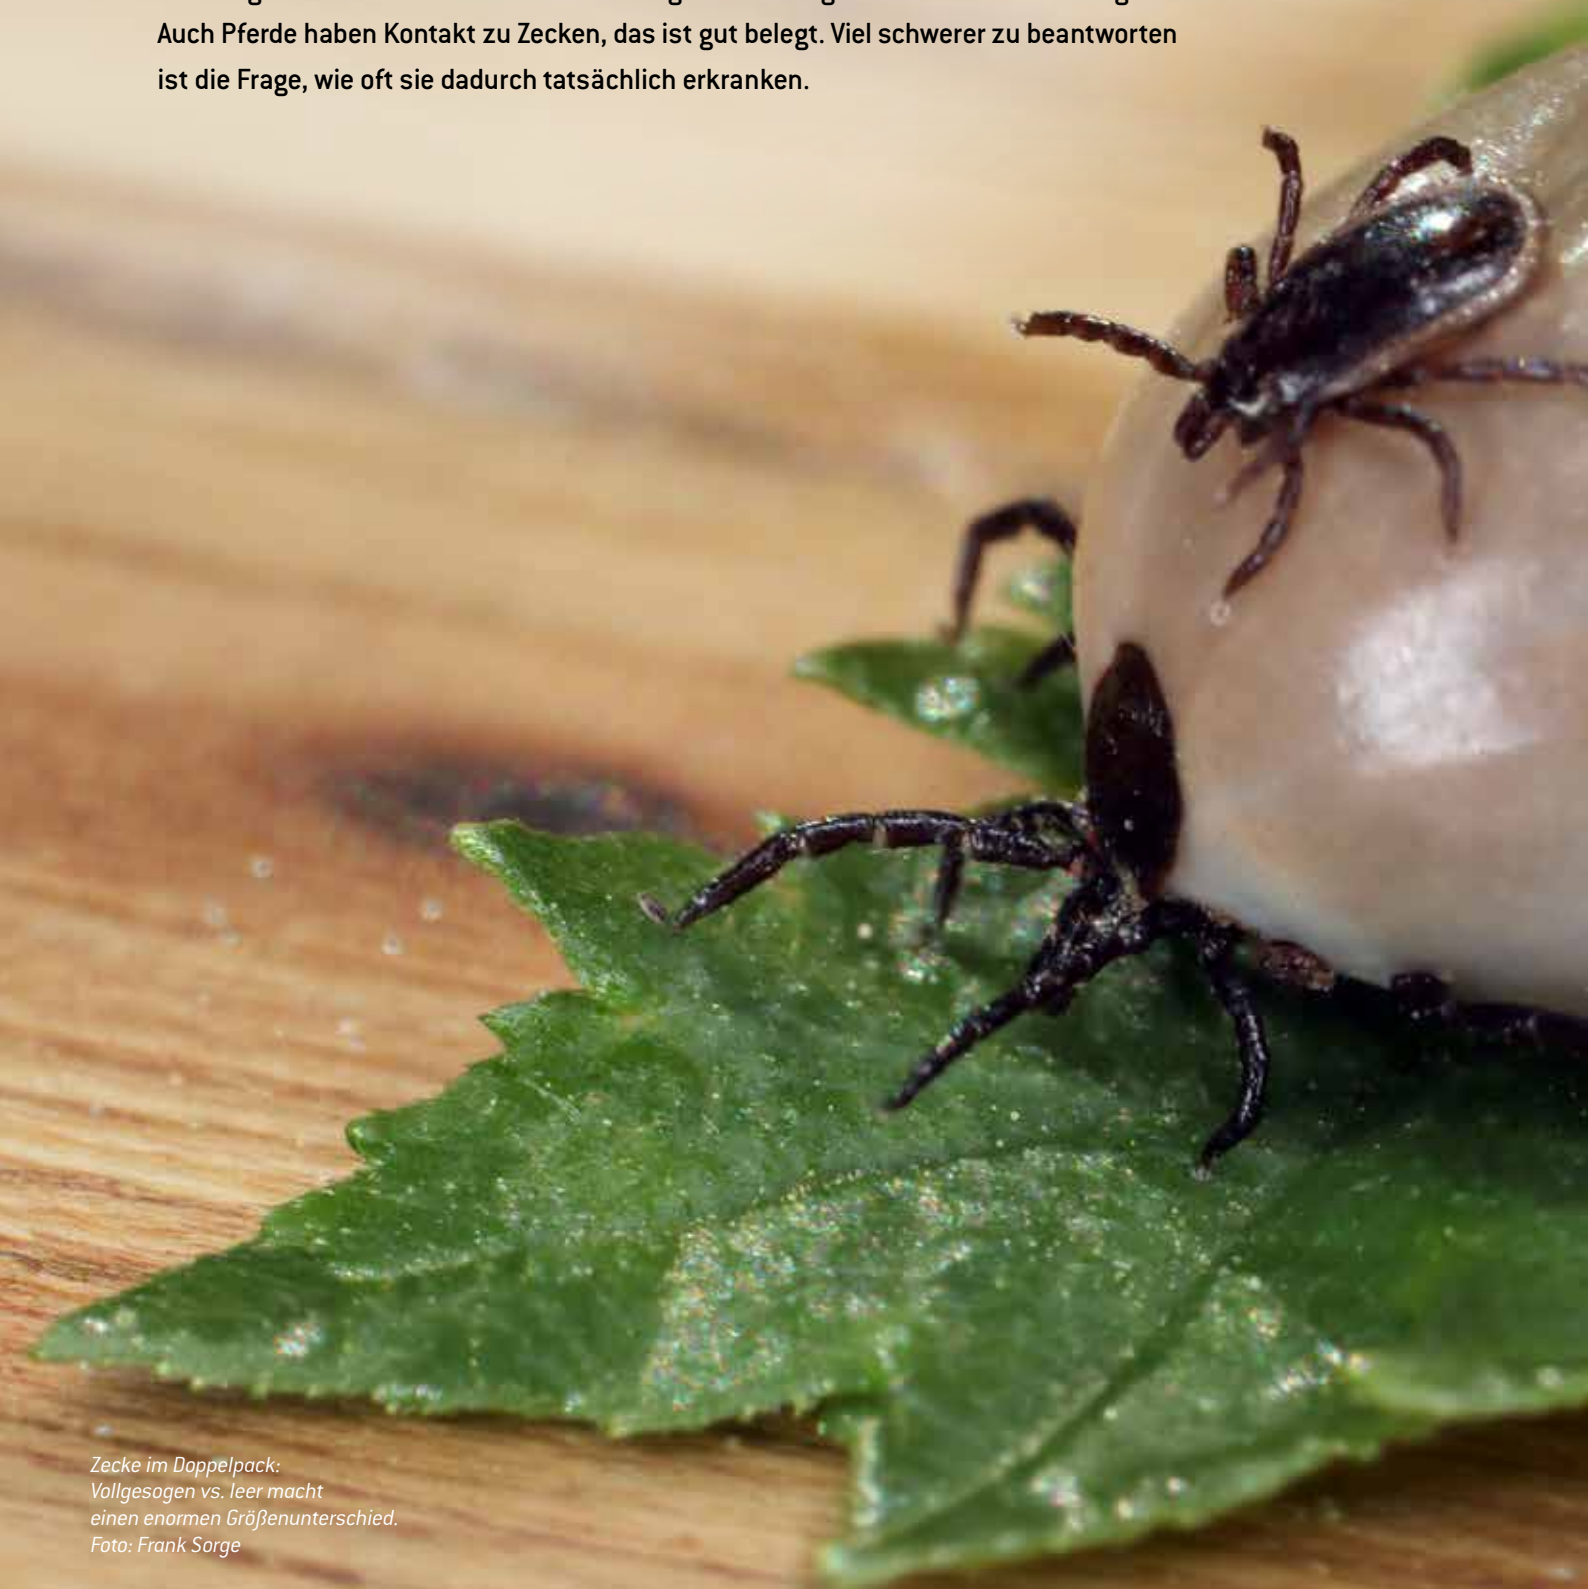 Auch Pferde haben Kontakt zu Zecken, das ist gut belegt. Viel schwerer zu beantworten
ist die Frage, wie oft sie dadurch tatsächlich erkranken.
Zecke im Doppelpack:
Vollgesogen vs. leer macht
einen enormen Größenunterschied.
Foto: Frank Sorge